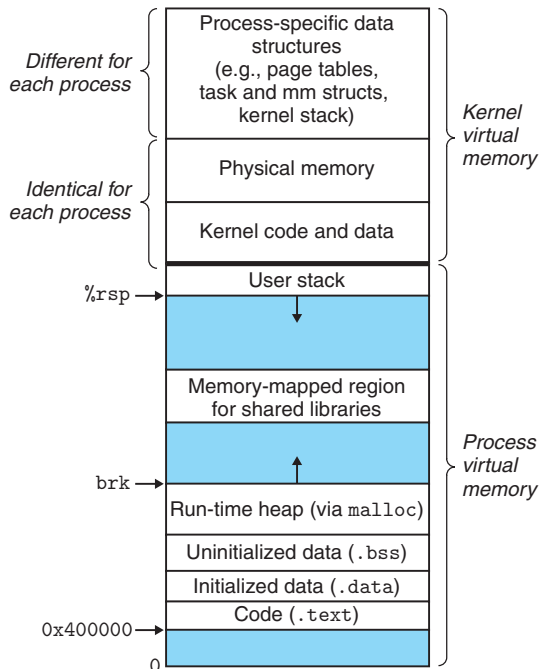 Process-specific data
structures
(e.g., page tables,
task and mm structs,
kernel stack)
Different for
each process
Kernel
virtual
memory
Physical memory
Identical for
each process
Kernel code and data
User stack
%rsp
Memory-mapped region
for shared libraries
Process
virtual
memory
brk
Run-time heap (via malloc)
Uninitialized data (.bss)
Initialized data (.data)
Code (.text)
0x400000
0